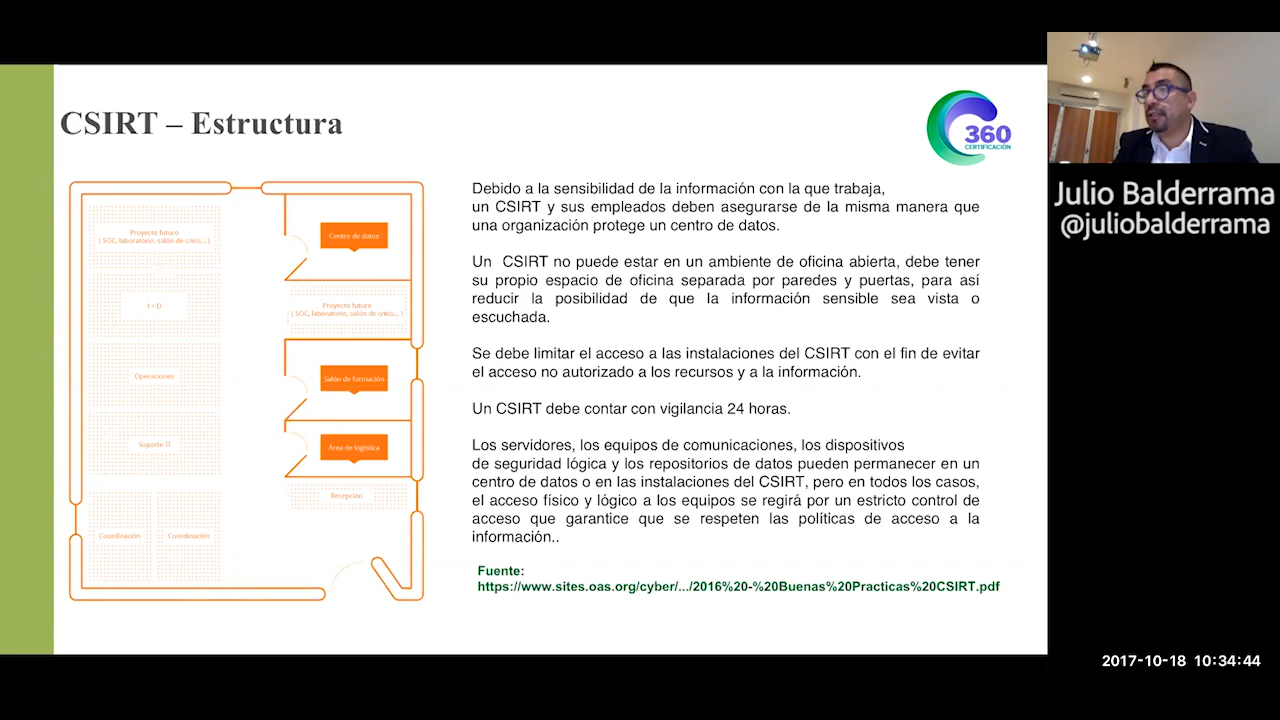 CSIRT – Estructura
360
CERTIFICACIÓN
Proyecto futuro
( SOC, laboratorio, salón de crisis... )
I + D
Operaciones
Soporte TI
Coordinación
Coordinación
Centro de datos
Proyecto futuro
( SOC, laboratorio, salón de crisis... )
Salón de formación
Área de logística
Recepción
Debido a la sensibilidad de la información con la que trabaja,
un CSIRT y sus empleados deben asegurarse de la misma manera que
una organización protege un centro de datos.
Un CSIRT no puede estar en un ambiente de oficina abierta, debe tener
su propio espacio de oficina separada por paredes y puertas, para así
reducir la posibilidad de que la información sensible sea vista o
escuchada.
Se debe limitar el acceso a las instalaciones del CSIRT con el fin de evitar
el acceso no autorizado a los recursos y a la información.
Un CSIRT debe contar con vigilancia 24 horas.
Los servidores, los equipos de comunicaciones, los dispositivos
de seguridad lógica y los repositorios de datos pueden permanecer en un
centro de datos o en las instalaciones del CSIRT, pero en todos los casos,
el acceso físico y lógico a los equipos se regirá por un estricto control de
acceso que garantice que se respeten las políticas de acceso a la
información..
Fuente:
https://www.sites.oas.org/cyber/.../2016%20-%20Buenas%20Practicas%20CSIRT.pdf
Julio Balderrama
@juliobalderrama
2017-10-18 10:34:44